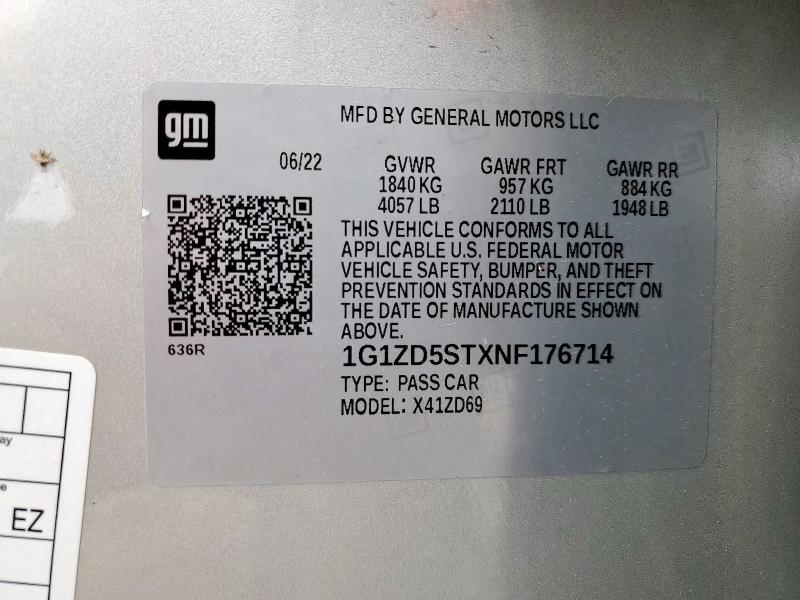 gm
MFD BY GENERAL MOTORS LLC
06/22 GVWR GAWR FRT GAWR RR
1840 KG 957 KG 884 KG
4057 LB 2110 LB 1948 LB
THIS VEHICLE CONFORMS TO ALL
APPLICABLE U.S. FEDERAL MOTOR
VEHICLE SAFETY, BUMPER, AND THEFT
PREVENTION STANDARDS IN EFFECT ON
THE DATE OF MANUFACTURE SHOWN
ABOVE.
636R
1G1ZD5STXNF176714
TYPE: PASS CAR
MODEL: X41ZD69
ay
e
EZ